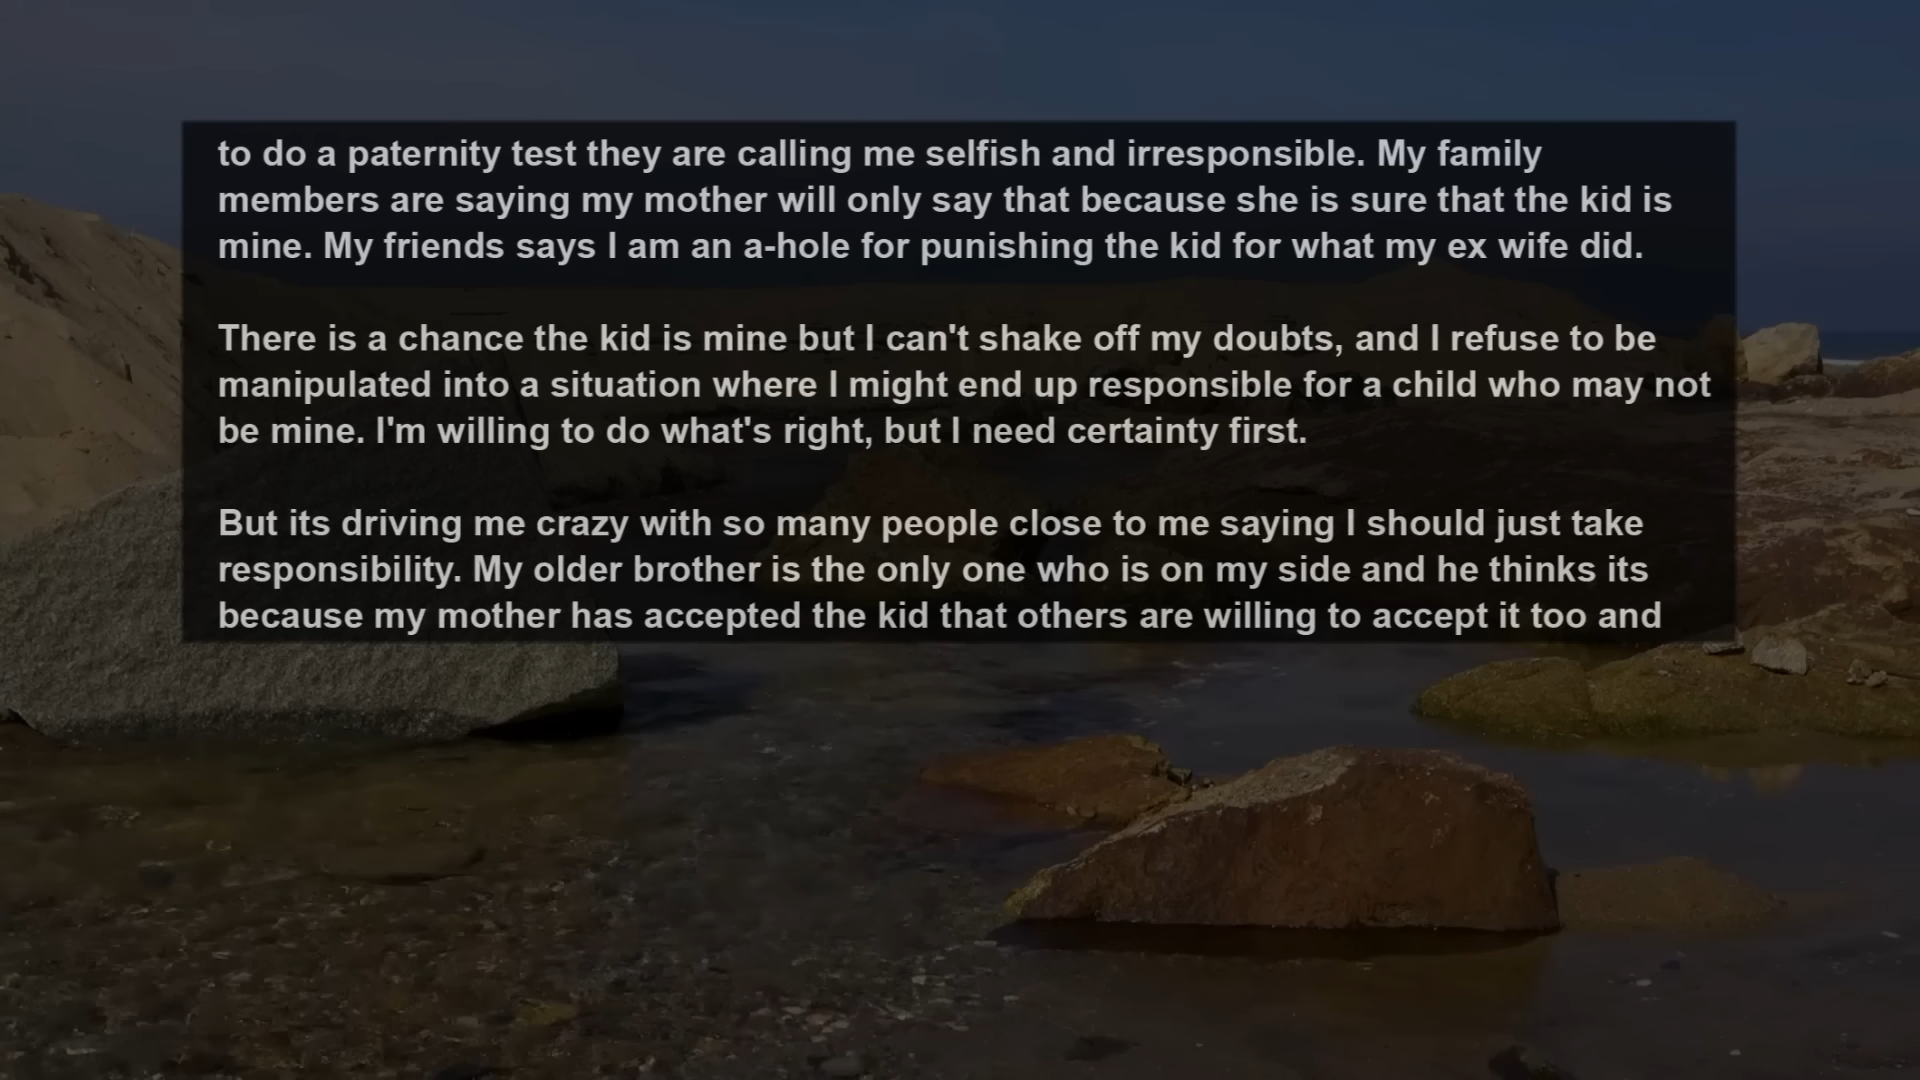 to do a paternity test they are calling me selfish and irresponsible. My family
members are saying my mother will only say that because she is sure that the kid is
mine. My friends says I am an a-hole for punishing the kid for what my ex wife did.
There is a chance the kid is mine but I can't shake off my doubts, and I refuse to be
manipulated into a situation where I might end up responsible for a child who may not
be mine. I'm willing to do what's right, but I need certainty first.
But its driving me crazy with so many people close to me saying I should just take
responsibility. My older brother is the only one who is on my side and he thinks its
because my mother has accepted the kid that others are willing to accept it too and